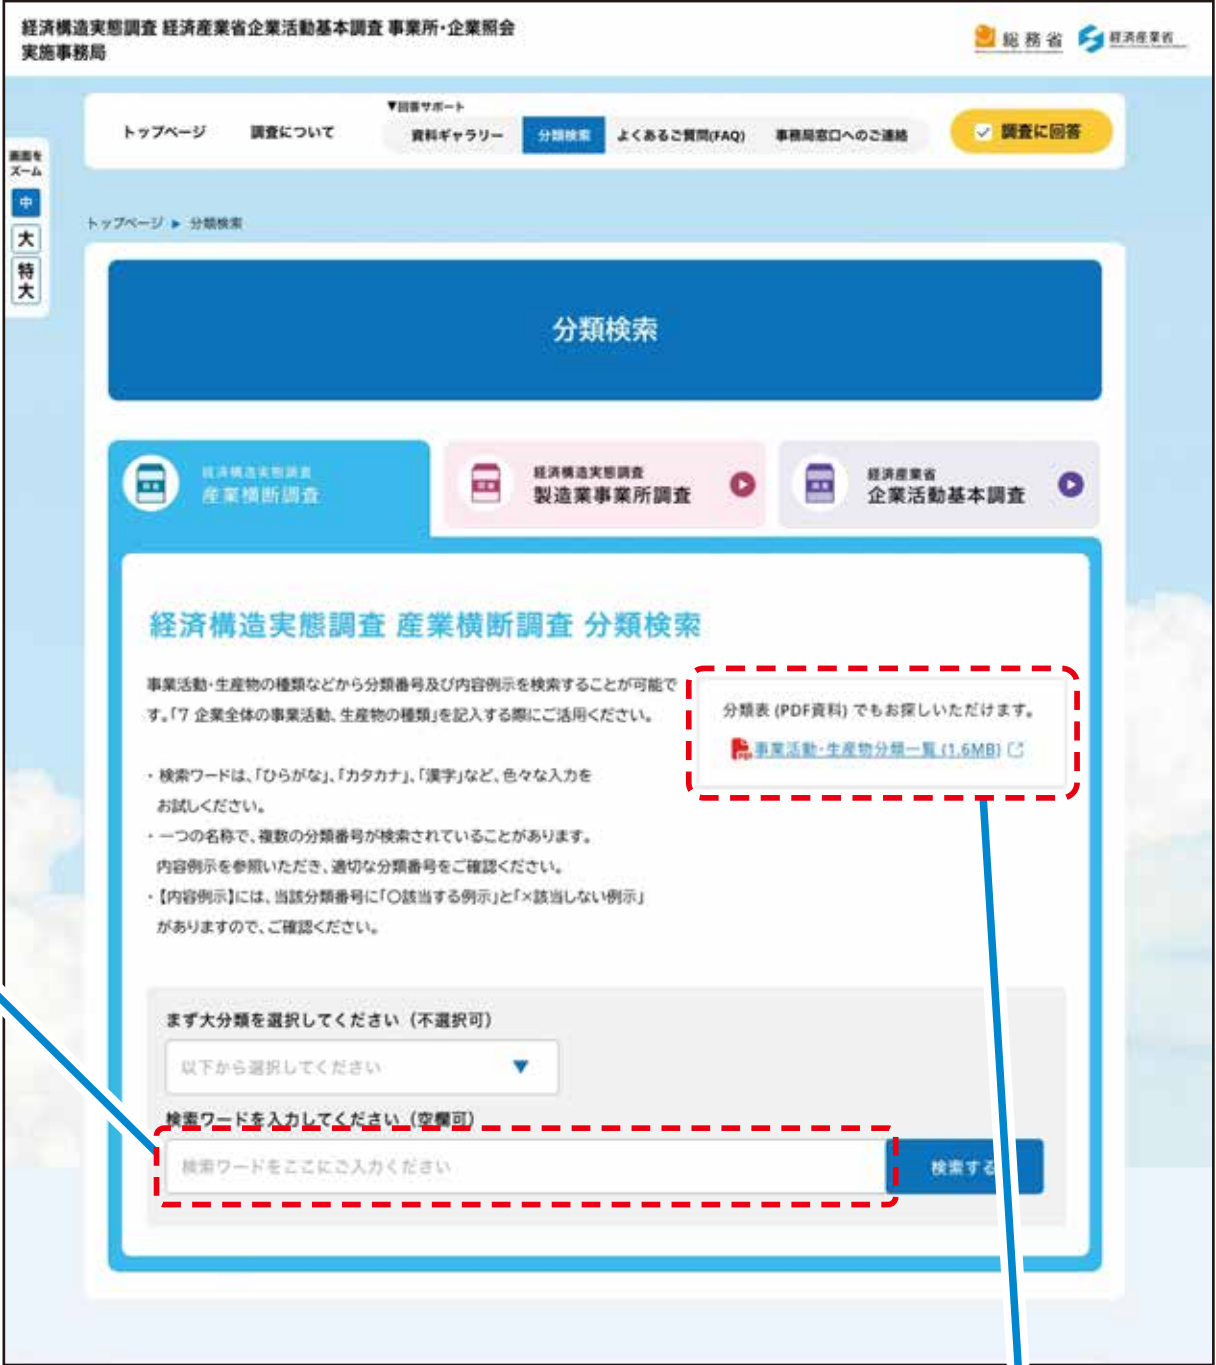 経済構造実態調査 経済産業省企業活動基本調査 事業所・企業照会
実施事務局
総務省 経済産業省
▼回答サポート
トップページ 調査について 資料ギャラリー 分類検索 よくあるご質問(FAQ) 事務局窓口へのご連絡 調査に回答
画面を
ズーム
中
大
特大
トップページ ▶ 分類検索
分類検索
経済構造実態調査
産業横断調査
経済構造実態調査
製造業事業所調査
経済産業省
企業活動基本調査
経済構造実態調査 産業横断調査 分類検索
事業活動・生産物の種類などから分類番号及び内容例示を検索することが可能で
す。「7 企業全体の事業活動、生産物の種類」を記入する際にご活用ください。
分類表 (PDF資料) でもお探しいただけます。
事業活動・生産物分類一覧 (1.6MB)
・検索ワードは、「ひらがな」、「カタカナ」、「漢字」など、色々な入力を
お試しください。
・一つの名称で、複数の分類番号が検索されていることがあります。
内容例示を参照いただき、適切な分類番号をご確認ください。
・【内容例示】には、当該分類番号に「○該当する例示」と「×該当しない例示」
がありますので、ご確認ください。
まず大分類を選択してください（不選択可）
以下から選択してください ▼
検索ワードを入力してください（空欄可）
検索ワードをここにご入力ください
検索する